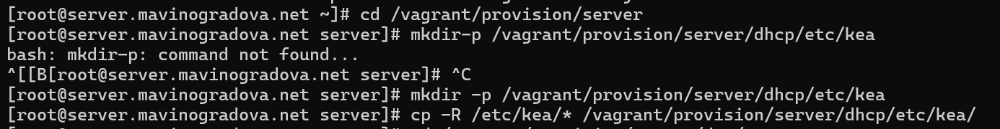 [root@server.mavinogradova.net ~]# cd /vagrant/provision/server
[root@server.mavinogradova.net server]# mkdir-p /vagrant/provision/server/dhcp/etc/kea
bash: mkdir-p: command not found...
^[[B[root@server.mavinogradova.net server]# ^C
[root@server.mavinogradova.net server]# mkdir -p /vagrant/provision/server/dhcp/etc/kea
[root@server.mavinogradova.net server]# cp -R /etc/kea/* /vagrant/provision/server/dhcp/etc/kea/